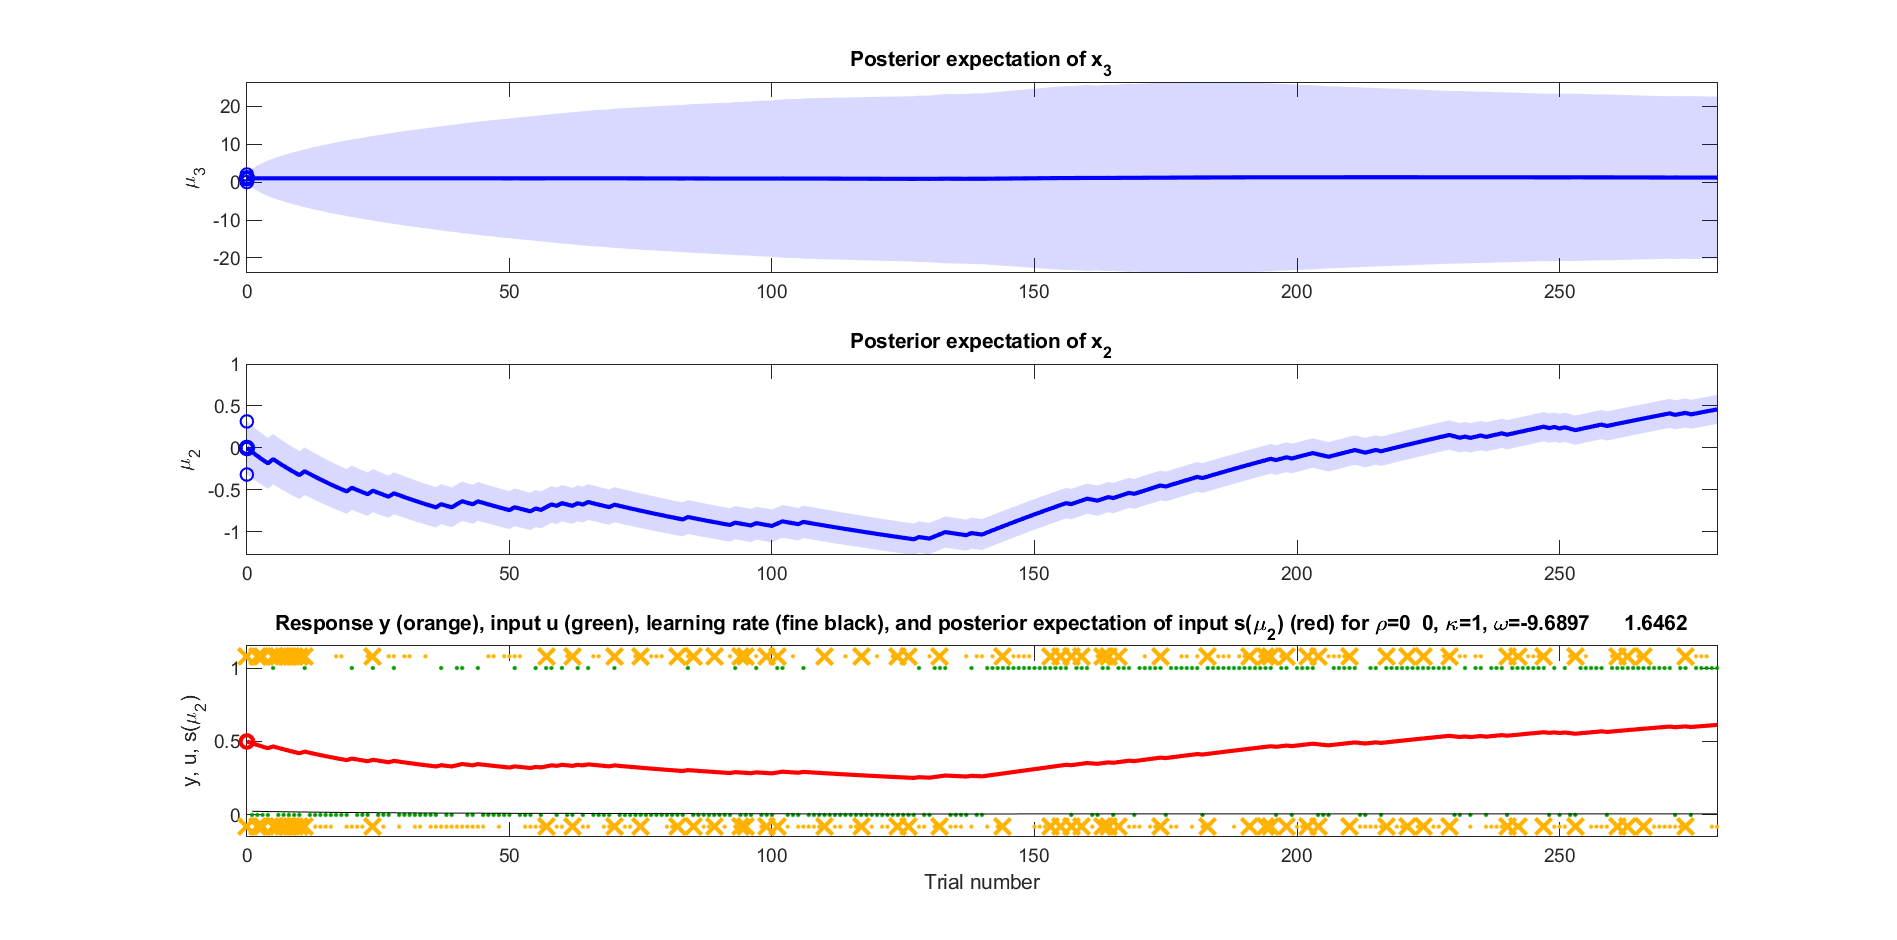 Posterior expectation of x3
20
10
0
-10
-20
μ3
0 50 100 150 200 250
Posterior expectation of x2
1
0.5
0
-0.5
-1
μ2
0 50 100 150 200 250
Response y (orange), input u (green), learning rate (fine black), and posterior expectation of input s(μ2) (red) for ρ=0 0, κ=1, ω=-9.6897 1.6462
1
0.5
0
y, u, s(μ2)
0 50 100 150 200 250
Trial number